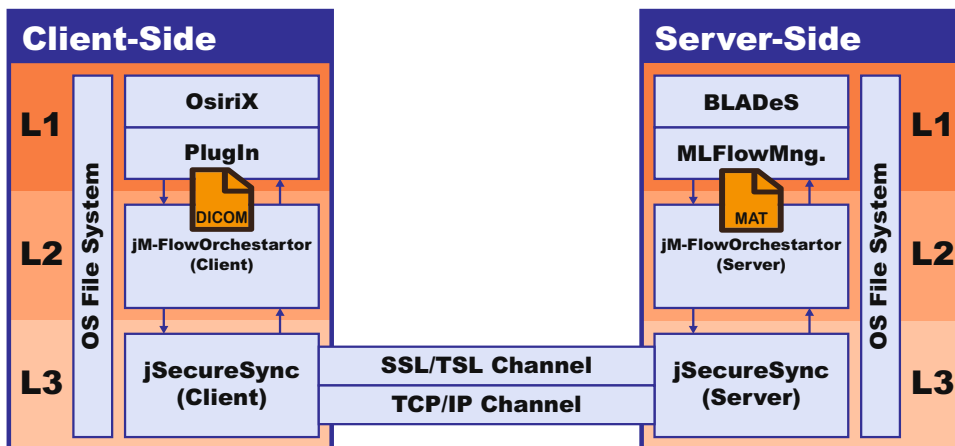 Client-Side
L1
L2
L3
OS File System
OsiriX
PlugIn
DICOM
jM-FlowOrchestartor
(Client)
jSecureSync
(Client)
SSL/TSL Channel
TCP/IP Channel
Server-Side
BLADeS
MLFlowMng.
MAT
jM-FlowOrchestartor
(Server)
jSecureSync
(Server)
OS File System
L1
L2
L3